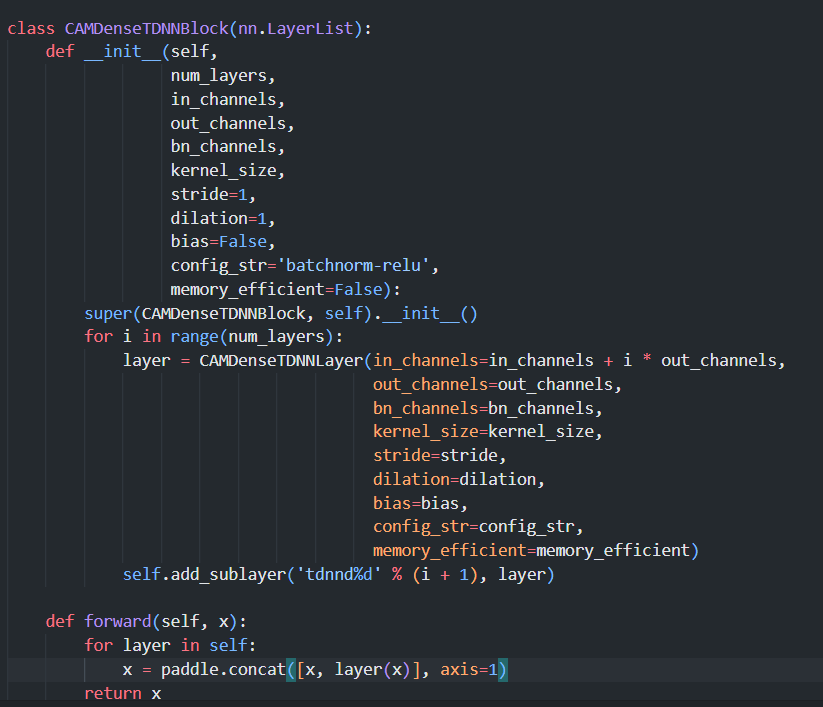 class CAMDenseTDNNBlock(nn.LayerList):
    def __init__(self,
                 num_layers,
                 in_channels,
                 out_channels,
                 bn_channels,
                 kernel_size,
                 stride=1,
                 dilation=1,
                 bias=False,
                 config_str='batchnorm-relu',
                 memory_efficient=False):
        super(CAMDenseTDNNBlock, self).__init__()
        for i in range(num_layers):
            layer = CAMDenseTDNNLayer(in_channels=in_channels + i * out_channels,
                                      out_channels=out_channels,
                                      bn_channels=bn_channels,
                                      kernel_size=kernel_size,
                                      stride=stride,
                                      dilation=dilation,
                                      bias=bias,
                                      config_str=config_str,
                                      memory_efficient=memory_efficient)
            self.add_sublayer('tdnnd%d' % (i + 1), layer)

    def forward(self, x):
        for layer in self:
            x = paddle.concat([x, layer(x)], axis=1)
        return x